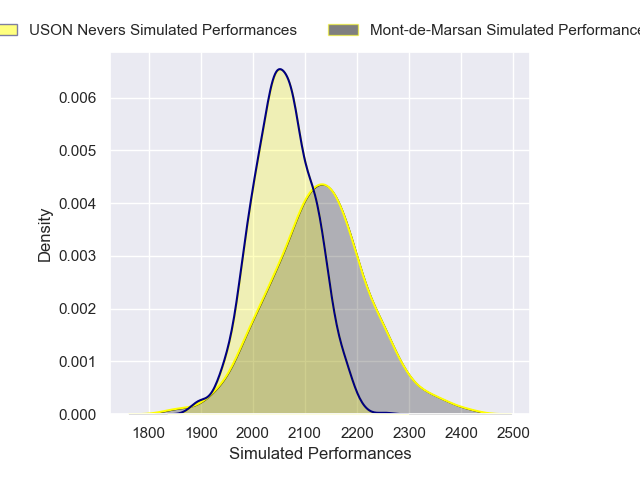 USON Nevers Simulated Performances Mont-de-Marsan Simulated Performance
0.006
0.005
0.004
0.003
0.002
0.001
0.000
Density
1800 1900 2000 2100 2200 2300 2400 2500
Simulated Performances